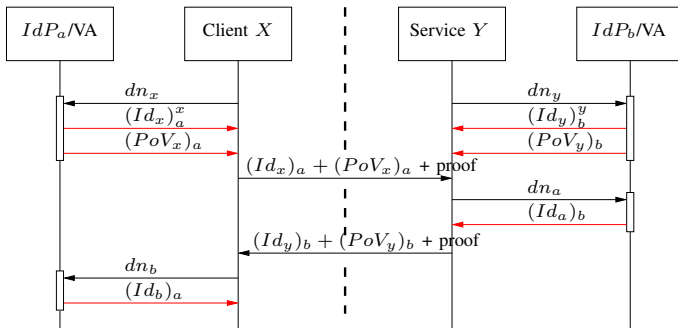 IdP_a/VA Client X Service Y IdP_b/VA
dn_x dn_y
(Id_x)_a^x (Id_y)_b^y
(PoV_x)_a (PoV_y)_b
(Id_x)_a + (PoV_x)_a + proof
dn_a
(Id_a)_b
(Id_y)_b + (PoV_y)_b + proof
dn_b
(Id_b)_a